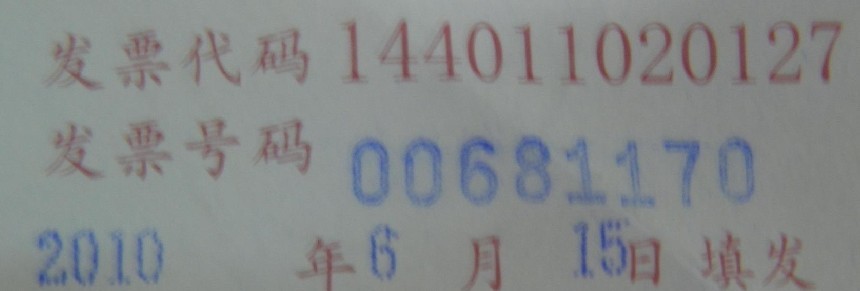 发票代码 144011020127
发票号码 00681170
2010 年 6 月 15日 填发